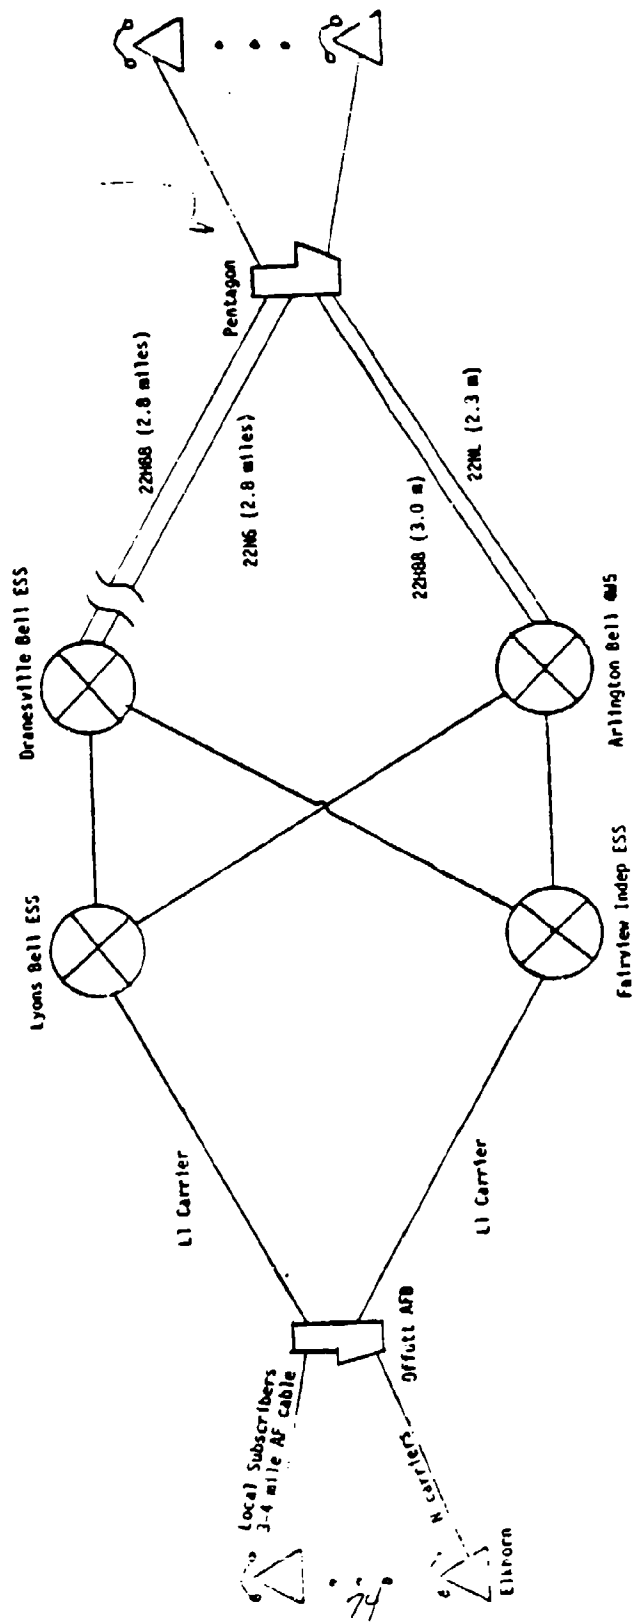 Local Subscribers
3-4 mile AF cable
N carriers
Elkhorn
Offutt AFB
L1 Carrier
L1 Carrier
Lyons Bell ESS
Fairview Indep ESS
Dranesville Bell ESS
Arlington Bell 4WS
22H88 (2.8 miles)
22NG (2.8 miles)
22H88 (3.0 m)
22NL (2.3 m)
Pentagon